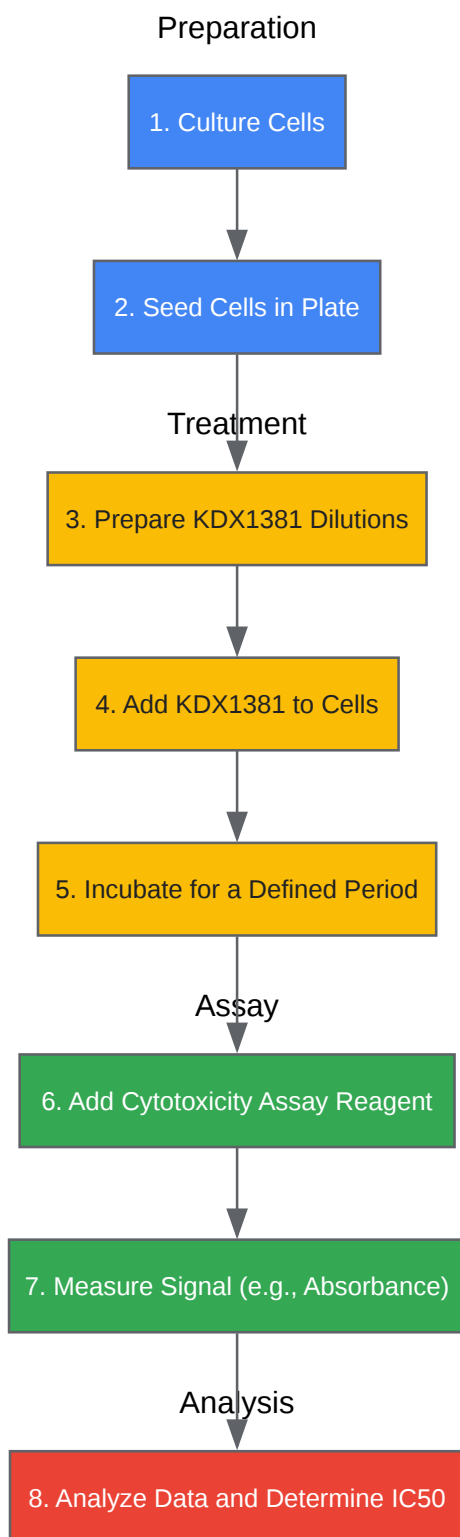 Preparation
1. Culture Cells
2. Seed Cells in Plate
Treatment
3. Prepare KDX1381 Dilutions
4. Add KDX1381 to Cells
5. Incubate for a Defined Period
Assay
6. Add Cytotoxicity Assay Reagent
7. Measure Signal (e.g., Absorbance)
Analysis
8. Analyze Data and Determine IC50